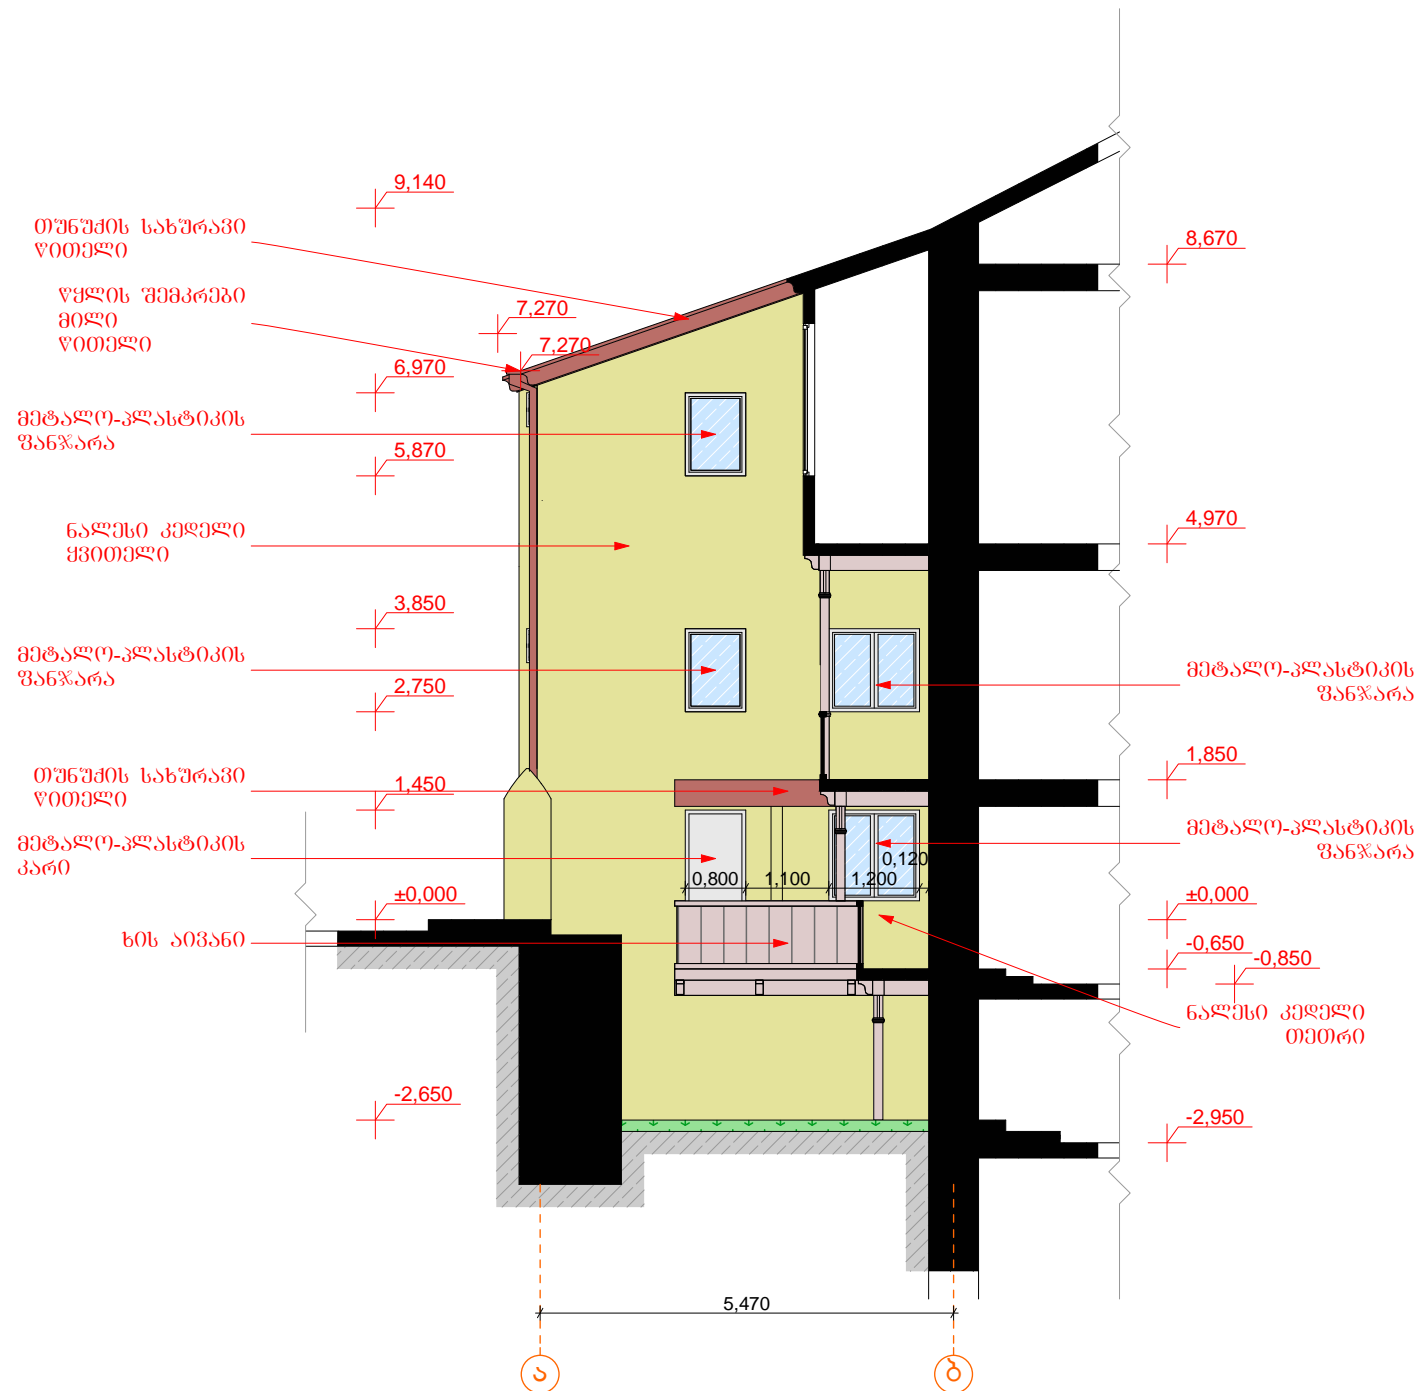 9,140
თუნუქის სახურავი
წითელი
8,670
წყლის შემკრები
მილი
წითელი
7,270
7,270
6,970
მეტალო-პლასტიკის
ფანჯარა
5,870
ნალესი კედელი
ყვითელი
4,970
3,850
მეტალო-პლასტიკის
ფანჯარა
მეტალო-პლასტიკის
ფანჯარა
2,750
1,850
თუნუქის სახურავი
წითელი
1,450
მეტალო-პლასტიკის
კარი
მეტალო-პლასტიკის
ფანჯარა
0,120
0,800 1,100 1,200
±0,000
±0,000
ხის აივანი
-0,650
-0,850
ნალესი კედელი
თეთრი
-2,650
-2,950
5,470
ა ბ